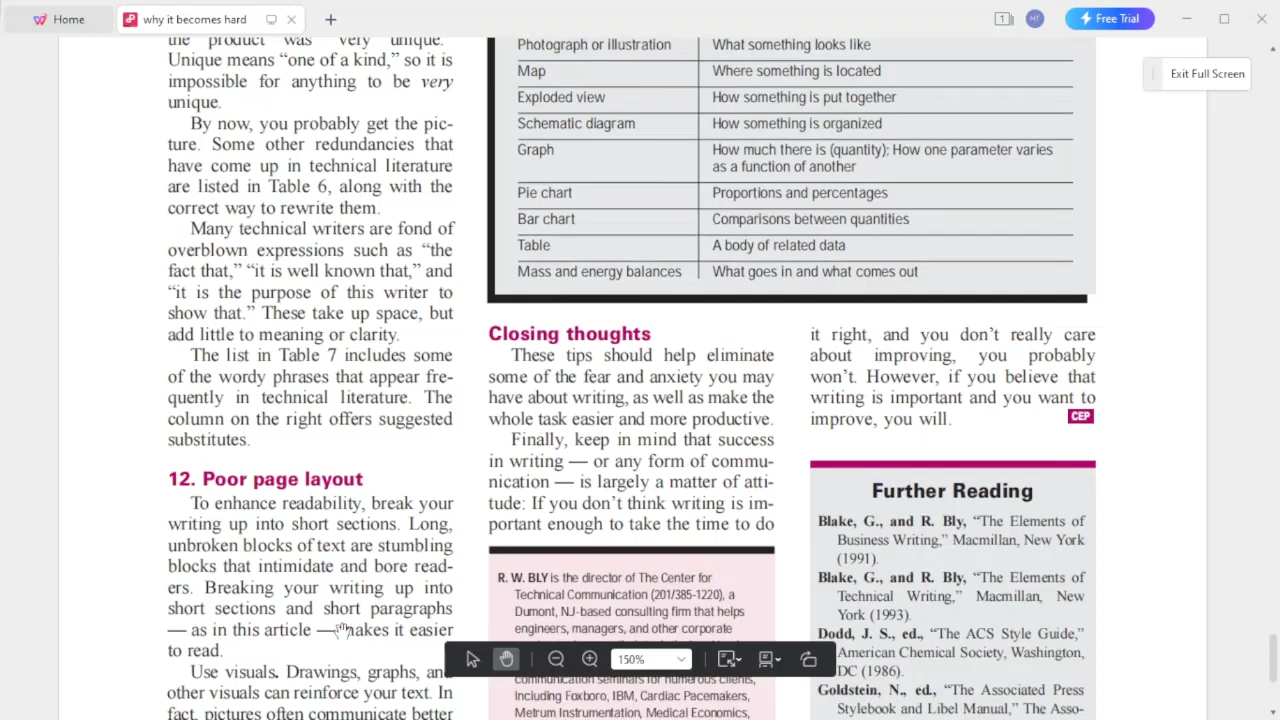 Home
why it becomes hard
1
HT
Free Trial
Exit Full Screen
the product was "very unique."
Unique means “one of a kind,” so it is
impossible for anything to be very
unique.
By now, you probably get the pic-
ture. Some other redundancies that
have come up in technical literature
are listed in Table 6, along with the
correct way to rewrite them.
Many technical writers are fond of
overblown expressions such as “the
fact that,” “it is well known that,” and
“it is the purpose of this writer to
show that.” These take up space, but
add little to meaning or clarity.
The list in Table 7 includes some
of the wordy phrases that appear fre-
quently in technical literature. The
column on the right offers suggested
substitutes.
12. Poor page layout
To enhance readability, break your
writing up into short sections. Long,
unbroken blocks of text are stumbling
blocks that intimidate and bore read-
ers. Breaking your writing up into
short sections and short paragraphs
— as in this article — makes it easier
to read.
Use visuals. Drawings, graphs, and
other visuals can reinforce your text. In
fact, pictures often communicate better
Photograph or illustration What something looks like
Map Where something is located
Exploded view How something is put together
Schematic diagram How something is organized
Graph How much there is (quantity); How one parameter varies
as a function of another
Pie chart Proportions and percentages
Bar chart Comparisons between quantities
Table A body of related data
Mass and energy balances What goes in and what comes out
Closing thoughts
These tips should help eliminate
some of the fear and anxiety you may
have about writing, as well as make the
whole task easier and more productive.
Finally, keep in mind that success
in writing — or any form of commu-
nication — is largely a matter of atti-
tude: If you don’t think writing is im-
portant enough to take the time to do
R. W. BLY is the director of The Center for
Technical Communication (201/385-1220), a
Dumont, NJ-based consulting firm that helps
engineers, managers, and other corporate
communication seminars for numerous clients,
Including Foxboro, IBM, Cardiac Pacemakers,
Metrum Instrumentation, Medical Economics,
it right, and you don’t really care
about improving, you probably
won’t. However, if you believe that
writing is important and you want to
improve, you will.
CEP
Further Reading
Blake, G., and R. Bly, “The Elements of
Business Writing,” Macmillan, New York
(1991).
Blake, G., and R. Bly, “The Elements of
Technical Writing,” Macmillan, New
York (1993).
Dodd, J. S., ed., “The ACS Style Guide,”
American Chemical Society, Washington,
DC (1986).
Goldstein, N., ed., “The Associated Press
Stylebook and Libel Manual,” The Asso-
150%